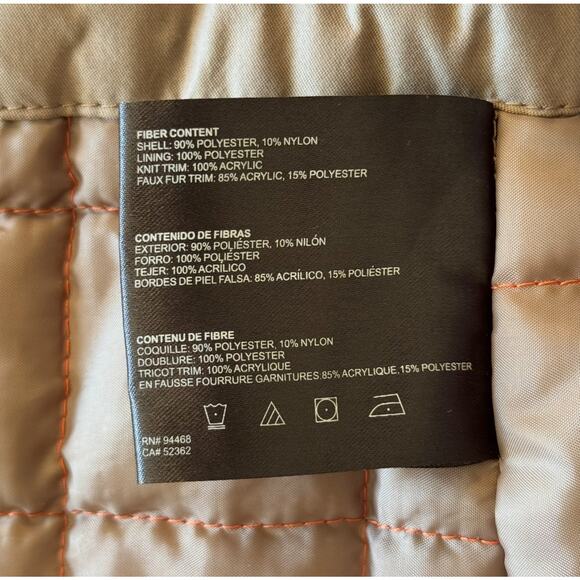 FIBER CONTENT
SHELL: 90% POLYESTER, 10% NYLON
LINING: 100% POLYESTER
KNIT TRIM: 100% ACRYLIC
FAUX FUR TRIM: 85% ACRYLIC, 15% POLYESTER
CONTENIDO DE FIBRAS
EXTERIOR: 90% POLIÉSTER, 10% NILÓN
FORRO: 100% POLIÉSTER
TEJER: 100% ACRÍLICO
BORDES DE PIEL FALSA: 85% ACRÍLICO, 15% POLIÉSTER
CONTENU DE FIBRE
COQUILLE: 90% POLYESTER, 10% NYLON
DOUBLURE: 100% POLYESTER
TRICOT TRIM: 100% ACRYLIQUE
EN FAUSSE FOURRURE GARNITURES.85% ACRYLIQUE.15% POLYESTER
RN# 94468
CA# 52362